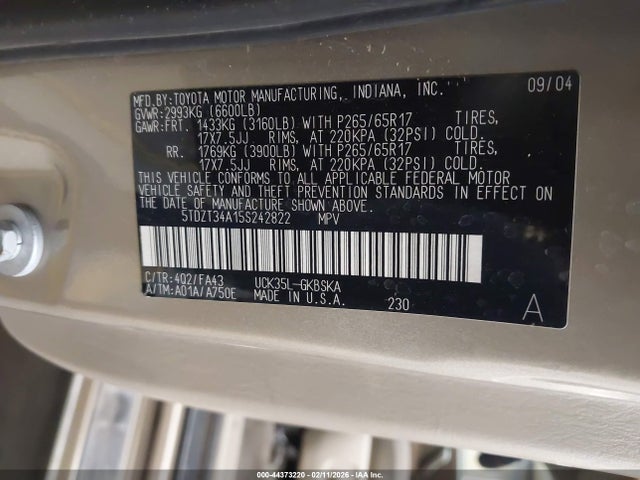 MFD.BY:TOYOTA MOTOR MANUFACTURING, INDIANA, INC. 09/04
GVWR:2993KG (6600LB)
GAWR:FRT. 1433KG (3160LB) WITH P265/65R17 TIRES,
17X7.5JJ RIMS, AT 220KPA (32PSI) COLD.
RR. 1769KG (3900LB) WITH P265/65R17 TIRES,
17X7.5JJ RIMS, AT 220KPA (32PSI) COLD.
THIS VEHICLE CONFORMS TO ALL APPLICABLE FEDERAL MOTOR
VEHICLE SAFETY AND THEFT PREVENTION STANDARDS IN EFFECT ON
THE DATE OF MANUFACTURE SHOWN ABOVE.
5TDZT34A15S242822 MPV
C/TR:4Q2/FA43 UCK35L-GKBSKA
A/TM:A01A/A750E MADE IN U.S.A. 230 A
000-44373220 - 02/11/2026 - IAA Inc.